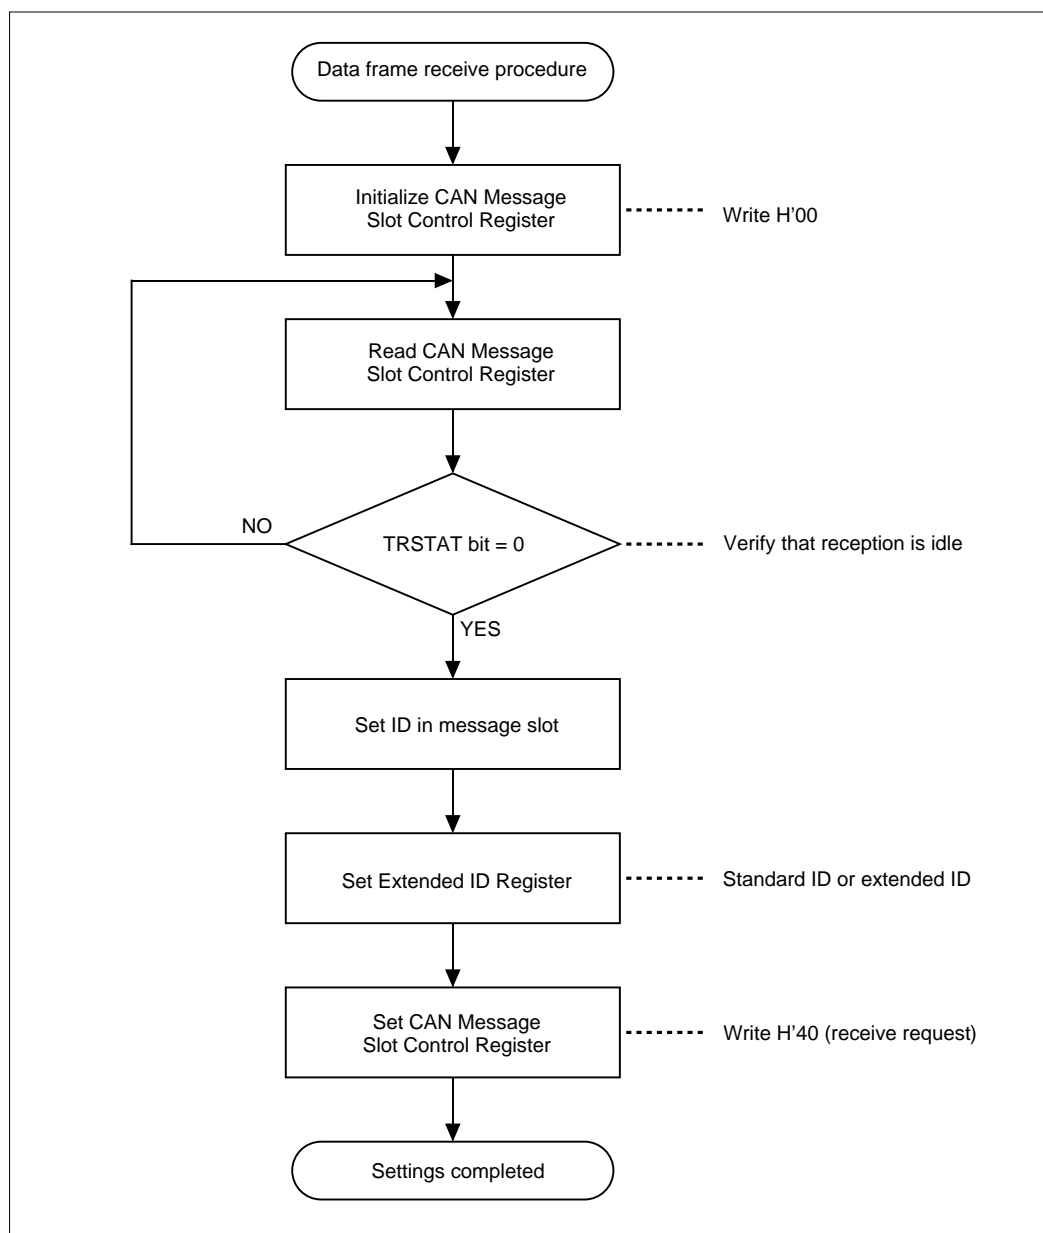 Data frame receive procedure
Initialize CAN Message
Slot Control Register
Write H'00
Read CAN Message
Slot Control Register
NO
TRSTAT bit = 0
Verify that reception is idle
YES
Set ID in message slot
Set Extended ID Register
Standard ID or extended ID
Set CAN Message
Slot Control Register
Write H'40 (receive request)
Settings completed